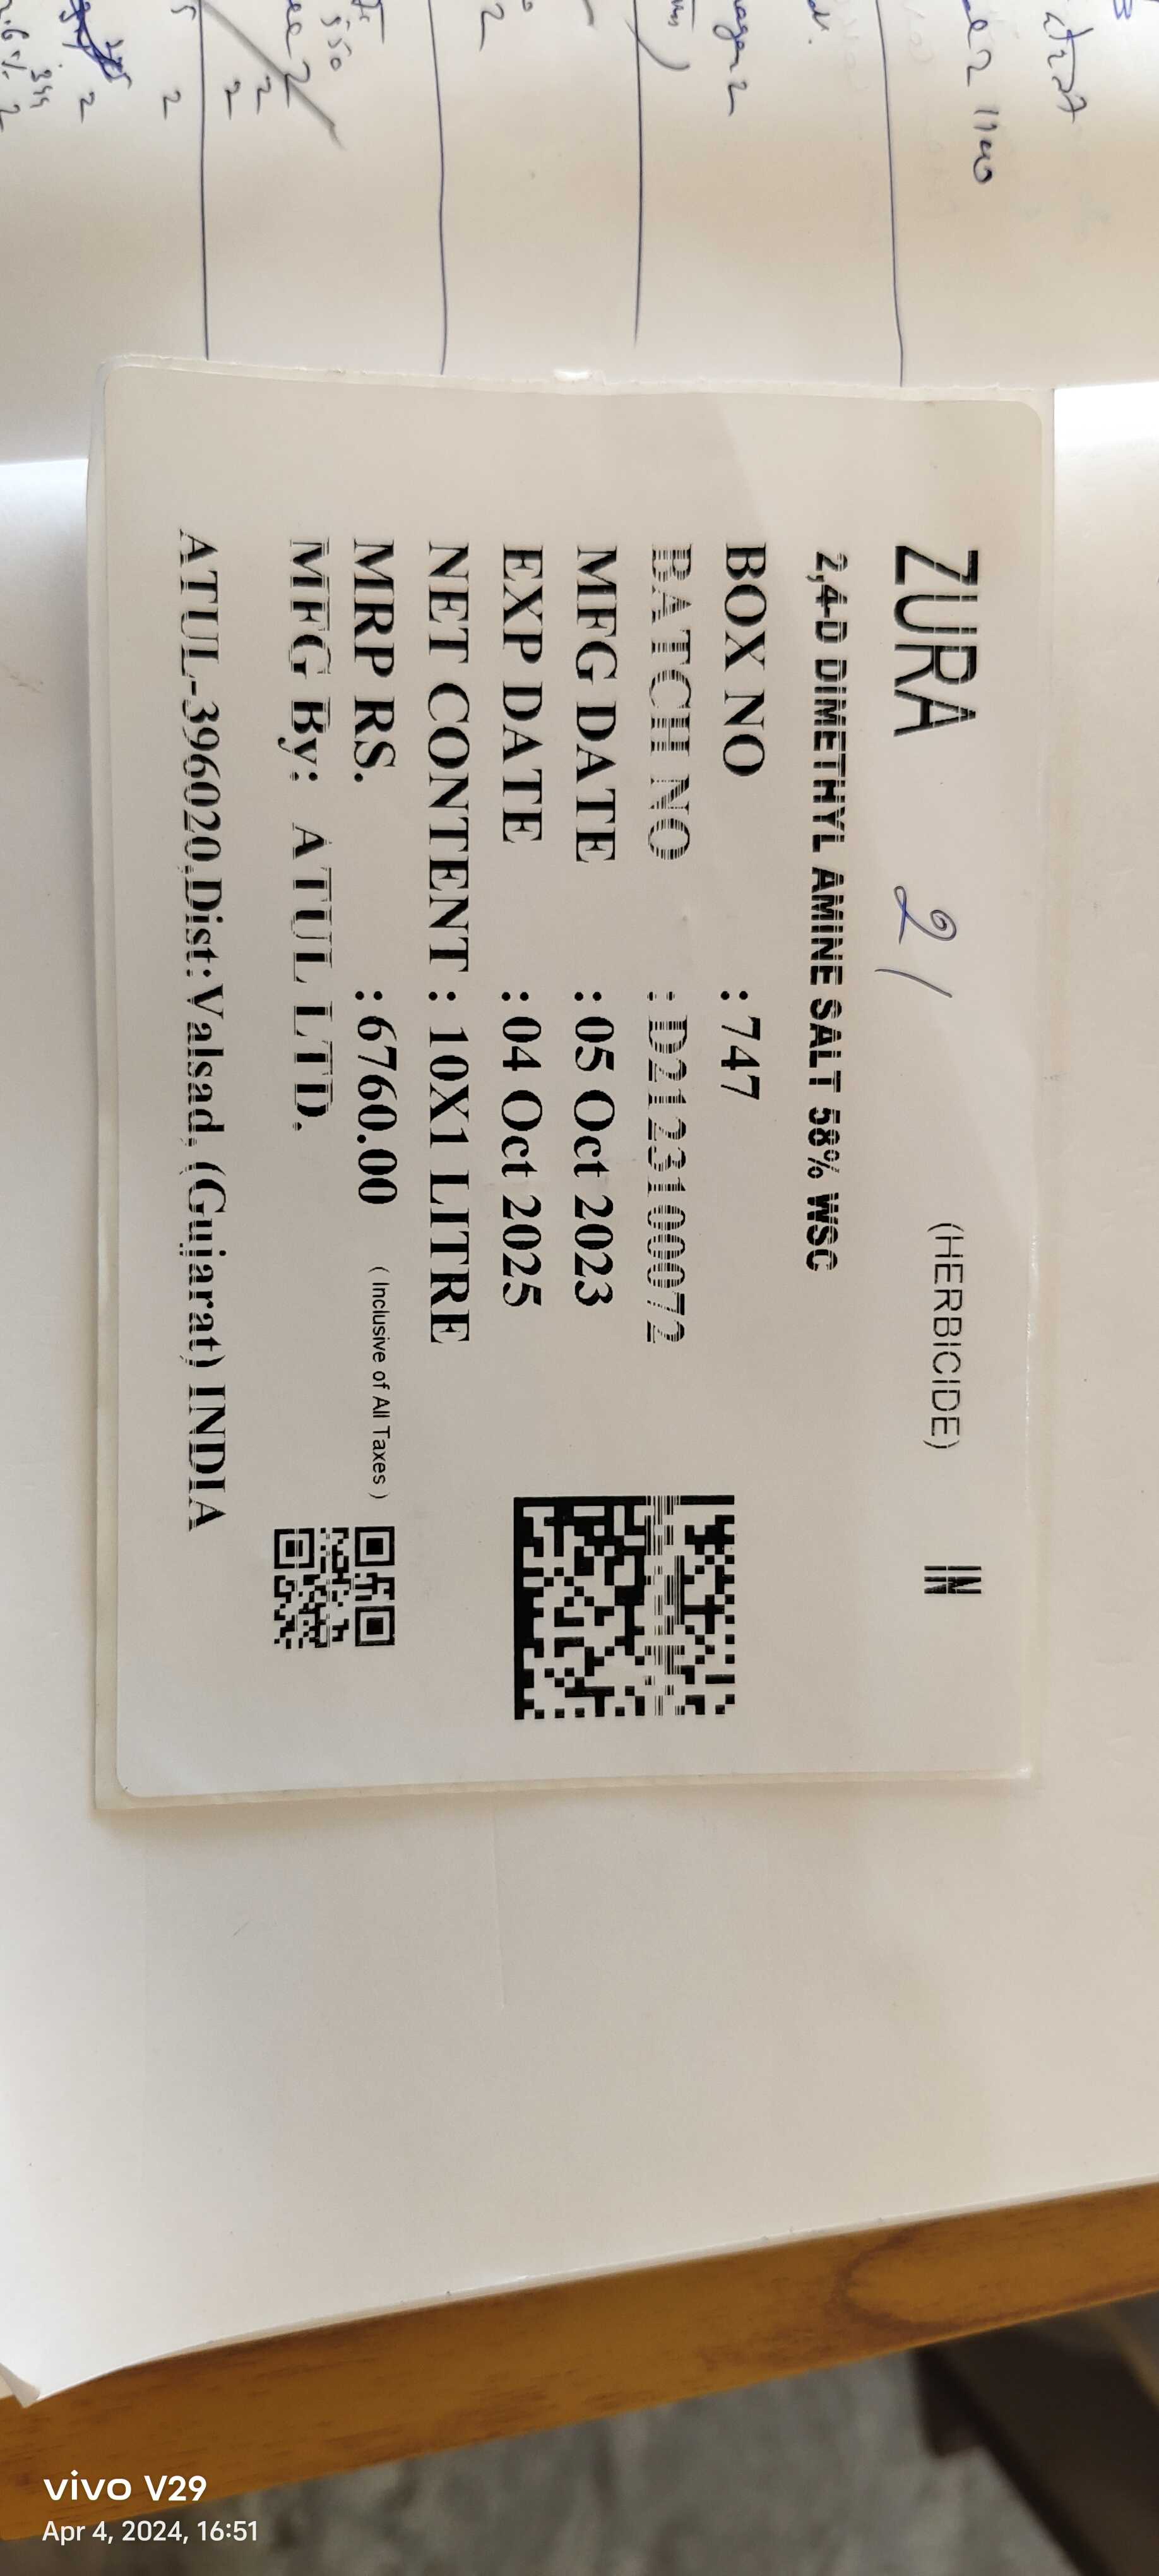 ZURA 2/ (HERBICIDE) IN
2,4-D DIMETHYL AMINE SALT 58% WSC
BOX NO : 747
BATCH NO : D212310072
MFG DATE : 05 Oct 2023
EXP DATE : 04 Oct 2025
NET CONTENT : 10X1 LITRE
MRP RS. : 6760.00 ( Inclusive of All Taxes )
MFG By: ATUL LTD.
ATUL-396020,Dist:Valsad, (Gujarat) INDIA
vivo V29
Apr 4, 2024, 16:51